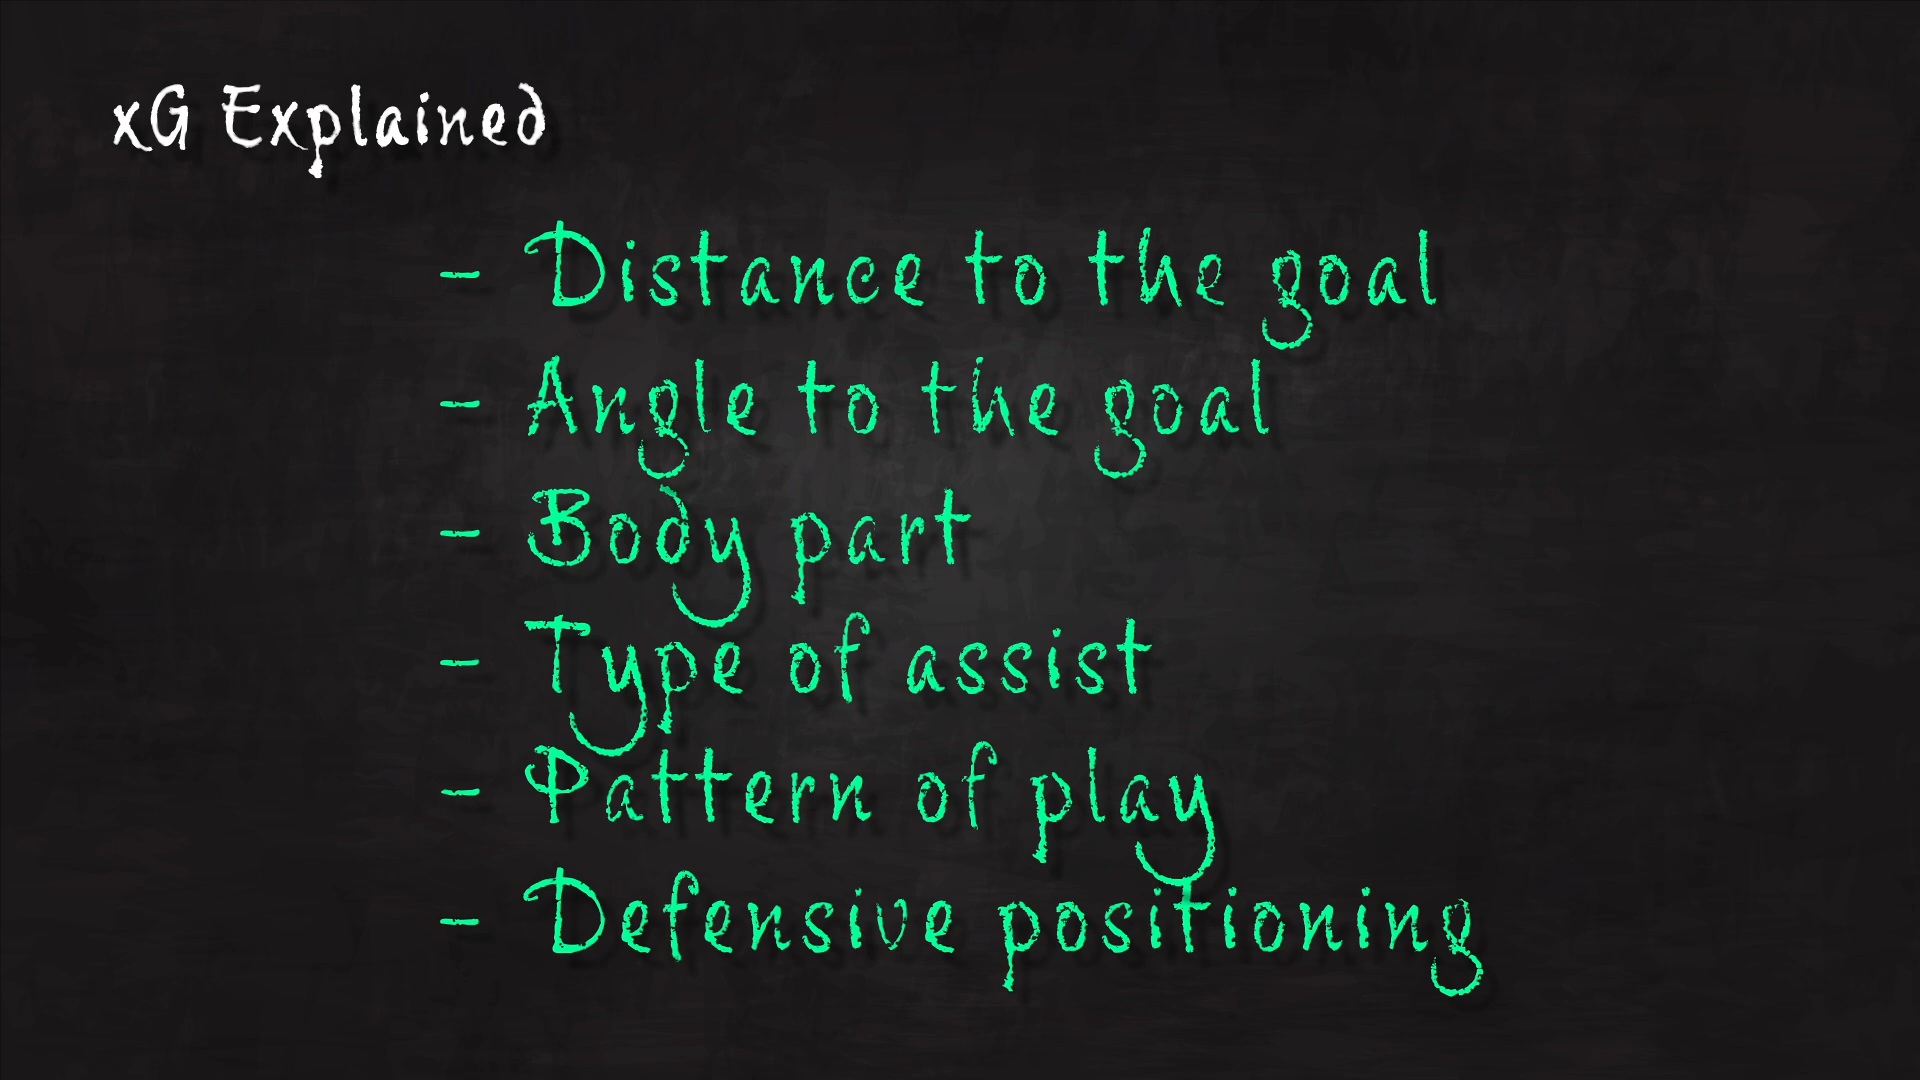 xG Explained
- Distance to the goal
- Angle to the goal
- Body part
- Type of assist
- Pattern of play
- Defensive positioning